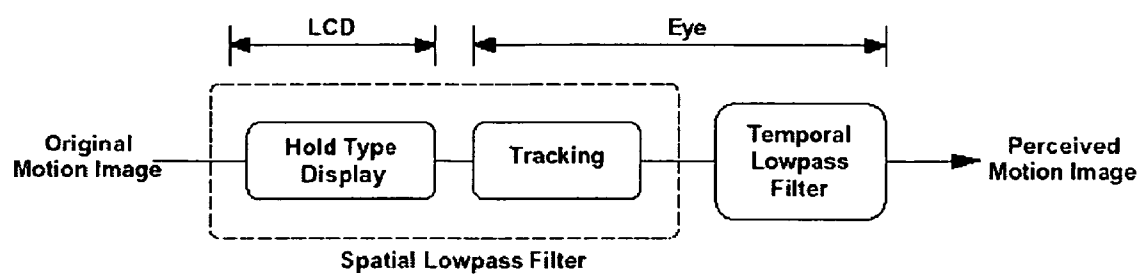 LCD
Eye
Original
Motion Image
Hold Type
Display
Tracking
Temporal
Lowpass
Filter
Perceived
Motion Image
Spatial Lowpass Filter